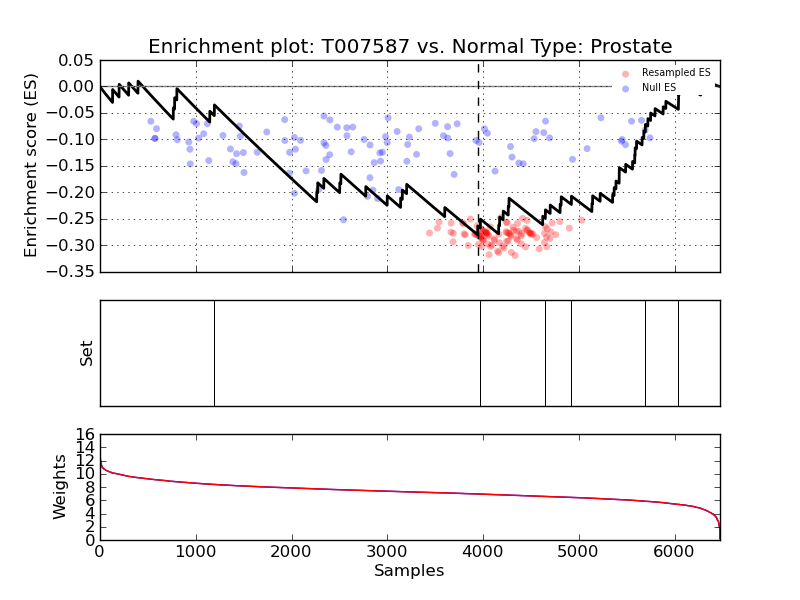 Enrichment plot: T007587 vs. Normal Type: Prostate
Enrichment score (ES)
0.05
0.00
−0.05
−0.10
−0.15
−0.20
−0.25
−0.30
−0.35
Resampled ES
Null ES
Set
Weights
16
14
12
10
8
6
4
2
0
0 1000 2000 3000 4000 5000 6000
Samples